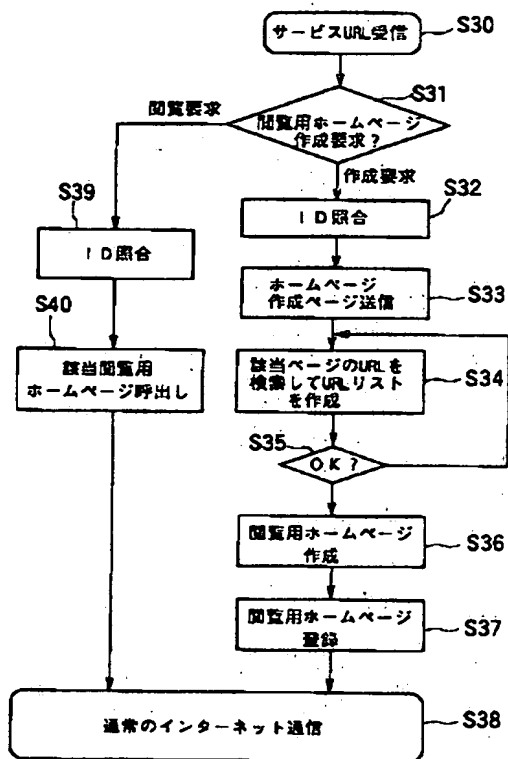 サービスURL受信
S30
S31
閲覧要求
閲覧用ホームページ
作成要求?
作成要求
S32
S39
ID照合
ID照合
ホームページ
作成ページ送信
S33
S40
該当閲覧用
ホームページ呼出し
該当ページのURLを
検索してURLリスト
を作成
S34
S35
OK?
閲覧用ホームページ
作成
S36
閲覧用ホームページ
登録
S37
通常のインターネット通信
S38